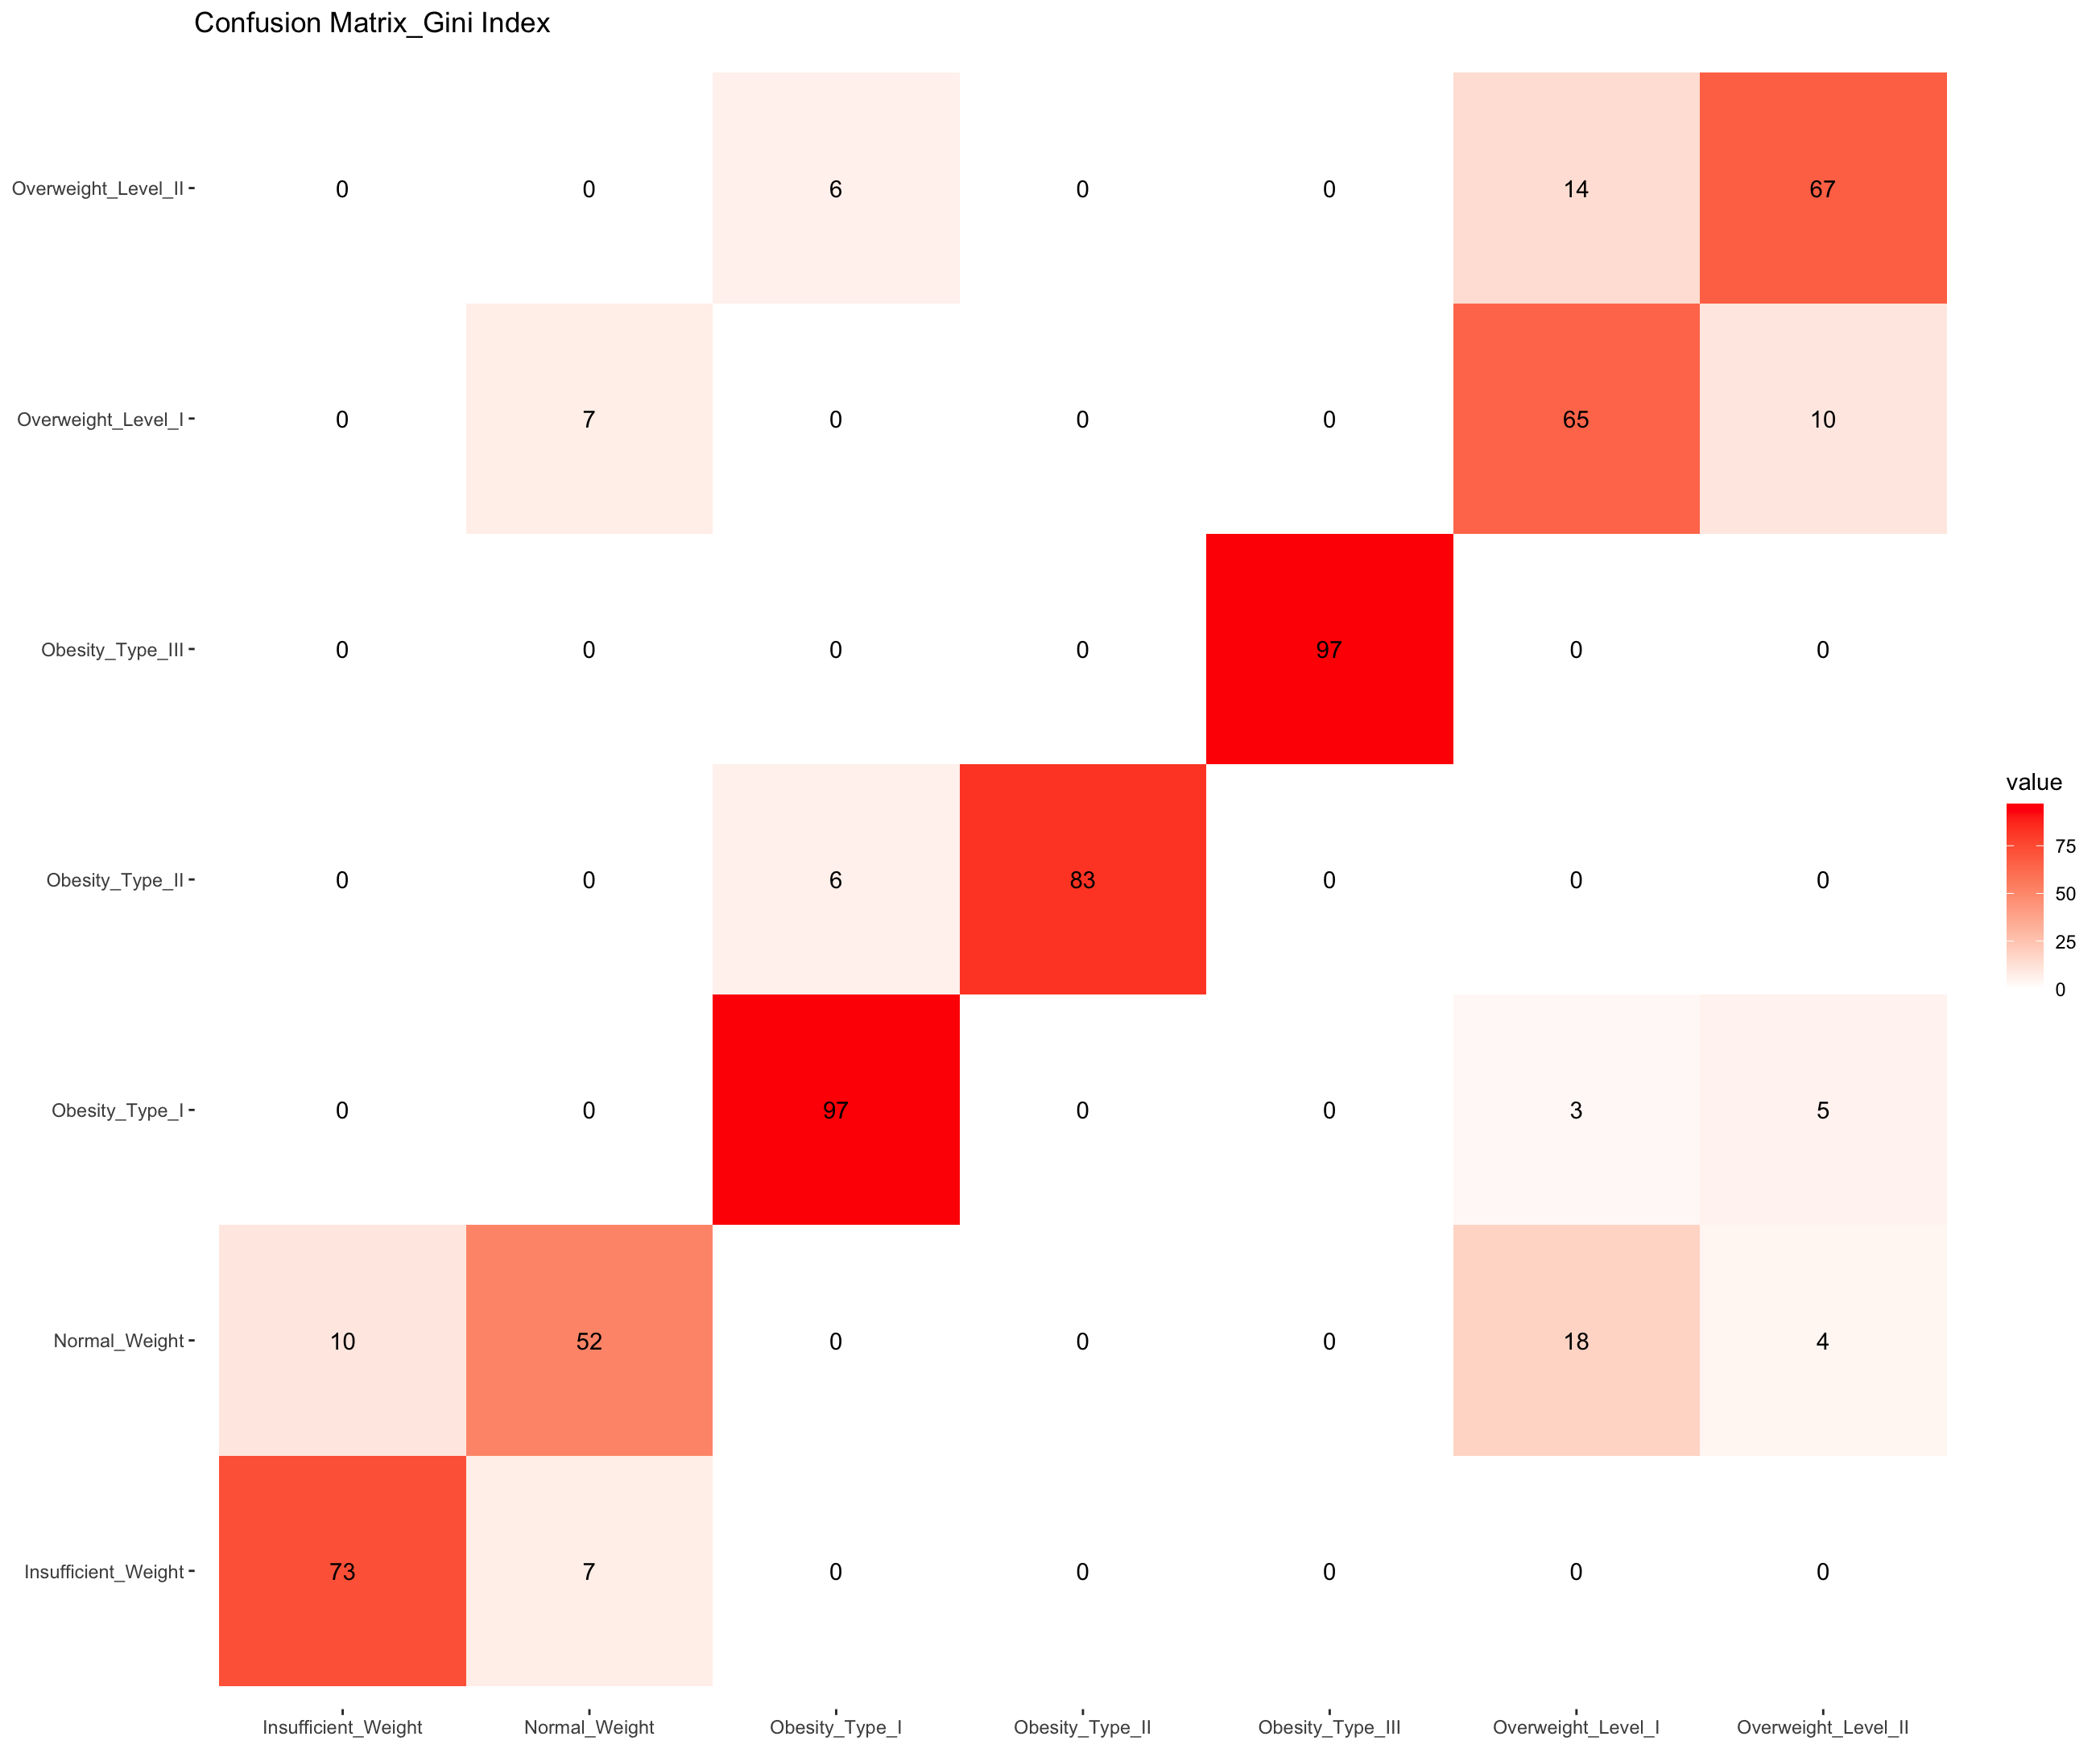 Confusion Matrix_Gini Index
Overweight_Level_II 0 0 6 0 0 14 67
Overweight_Level_I 0 7 0 0 0 65 10
Obesity_Type_III 0 0 0 0 97 0 0
Obesity_Type_II 0 0 6 83 0 0 0
Obesity_Type_I 0 0 97 0 0 3 5
Normal_Weight 10 52 0 0 0 18 4
Insufficient_Weight 73 7 0 0 0 0 0
Insufficient_Weight Normal_Weight Obesity_Type_I Obesity_Type_II Obesity_Type_III Overweight_Level_I Overweight_Level_II
value
75
50
25
0